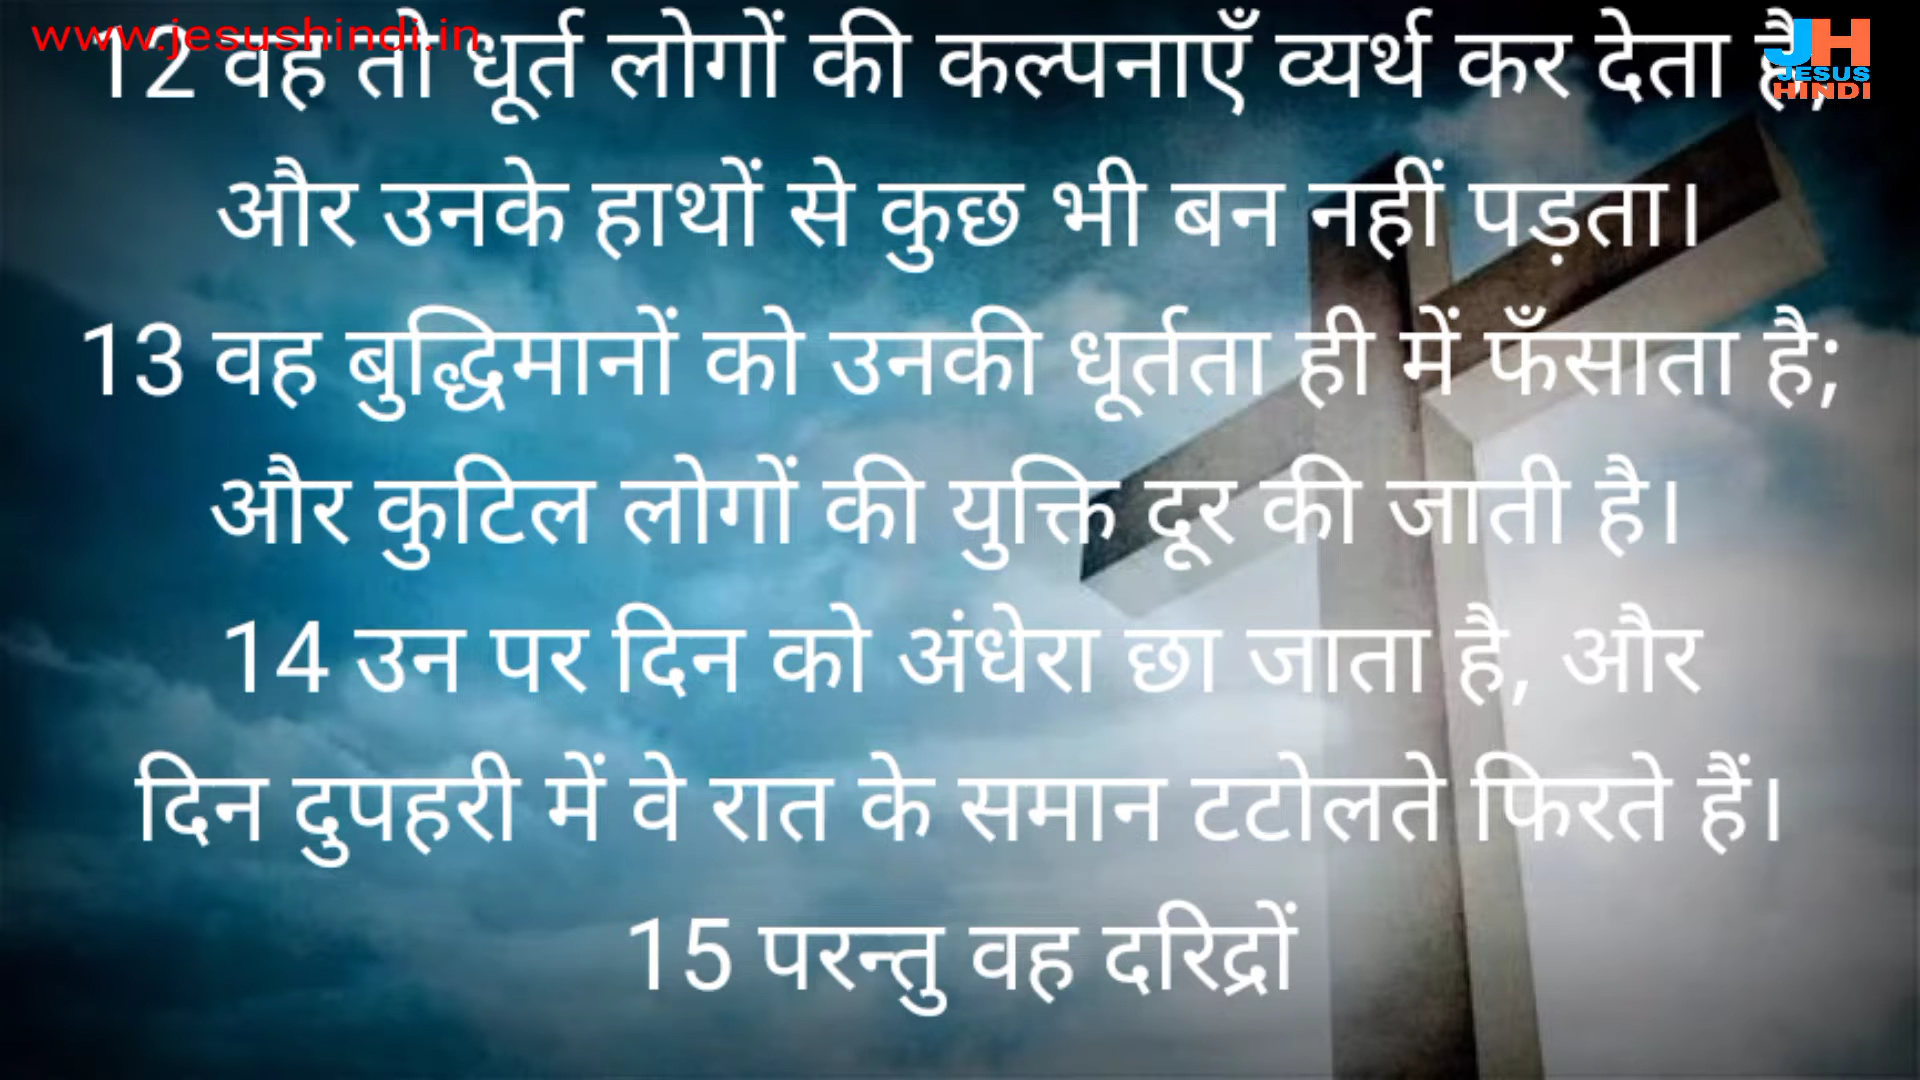 www.jesushindi.in
JH
JESUS
HINDI
12 वह तो धूर्त लोगों की कल्पनाएँ व्यर्थ कर देता है,
और उनके हाथों से कुछ भी बन नहीं पड़ता।
13 वह बुद्धिमानों को उनकी धूर्तता ही में फँसाता है;
और कुटिल लोगों की युक्ति दूर की जाती है।
14 उन पर दिन को अंधेरा छा जाता है, और
दिन दुपहरी में वे रात के समान टटोलते फिरते हैं।
15 परन्तु वह दरिद्रों